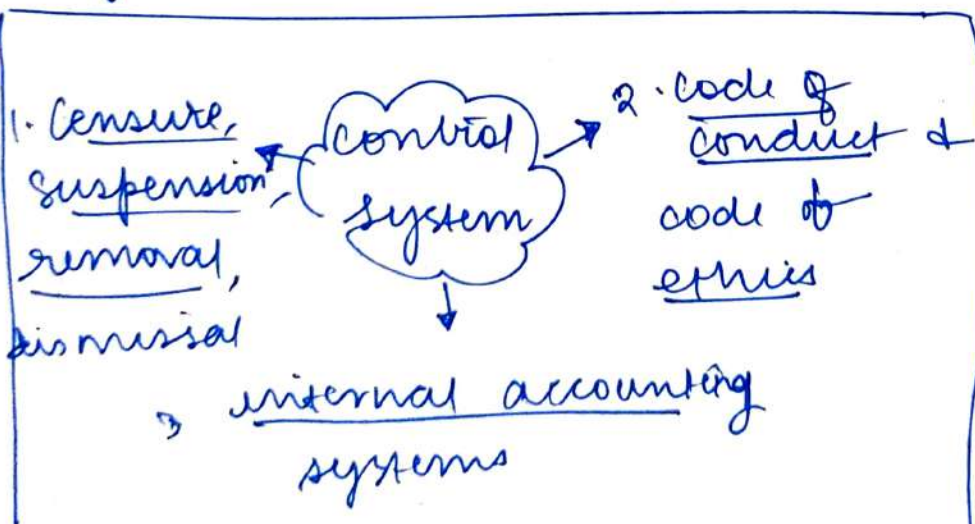 1. Censure,
suspension,
removal,
dismissal
control
system
2. code of
conduct &
code of
ethics
3 internal accounting
systems